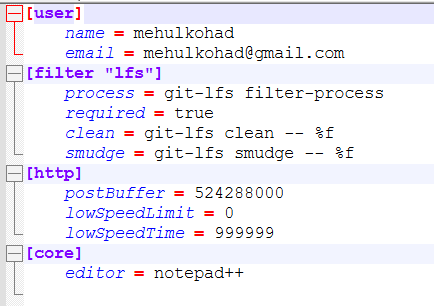 [user]
name = mehulkohad
email = mehulkohad@gmail.com
[filter "lfs"]
process = git-lfs filter-process
required = true
clean = git-lfs clean -- %f
smudge = git-lfs smudge -- %f
[http]
postBuffer = 524288000
lowSpeedLimit = 0
lowSpeedTime = 999999
[core]
editor = notepad++